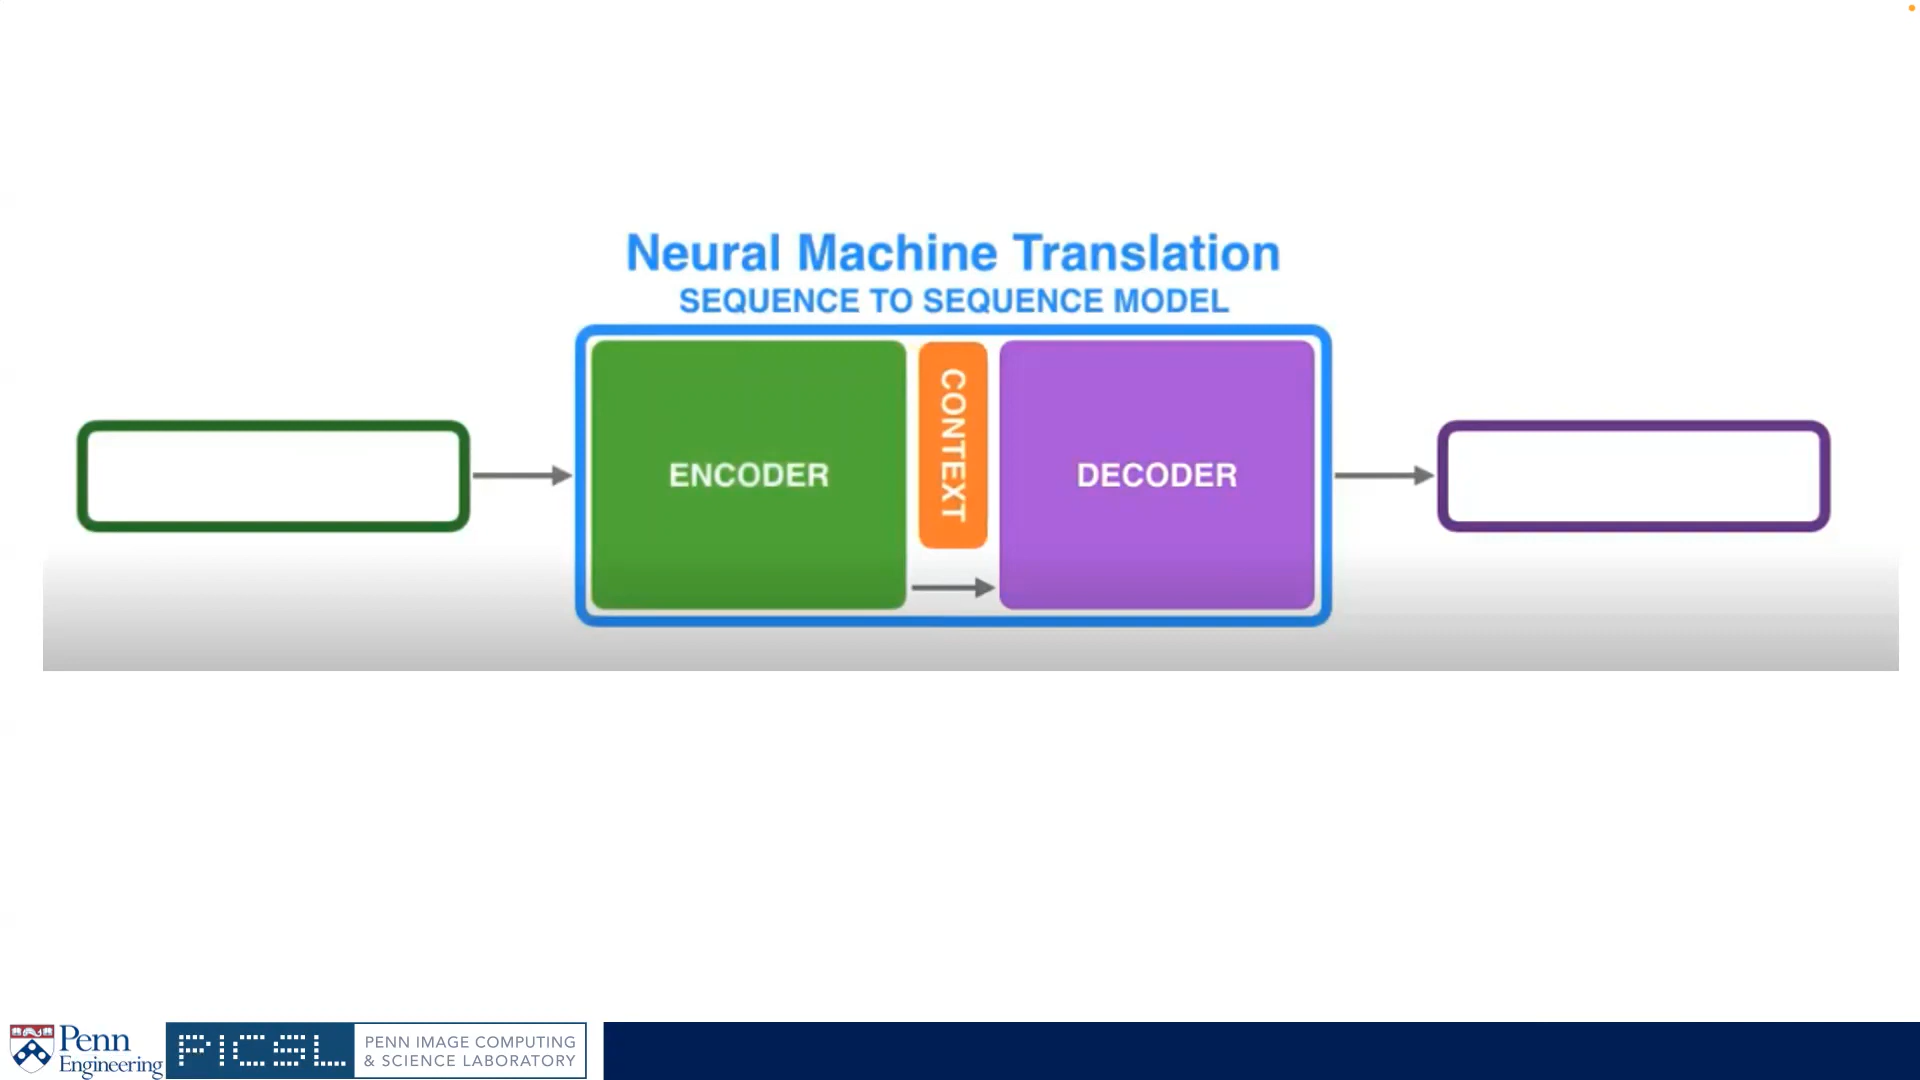 Neural Machine Translation
SEQUENCE TO SEQUENCE MODEL
ENCODER
CONTEXT
DECODER
Penn
Engineering
PICSL
PENN IMAGE COMPUTING
& SCIENCE LABORATORY